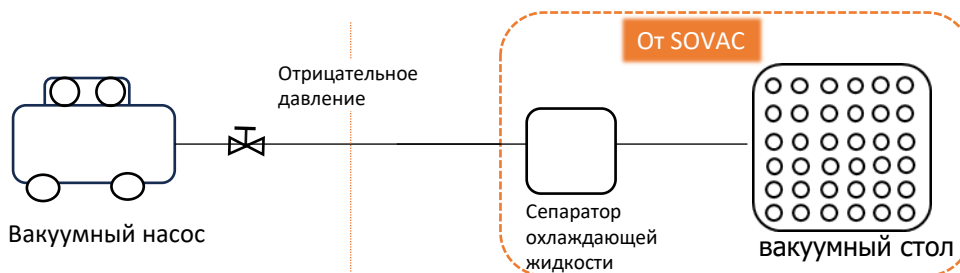 От SOVAC
Отрицательное
давление
Вакуумный насос
Сепаратор
охлаждающей
жидкости
вакуумный стол